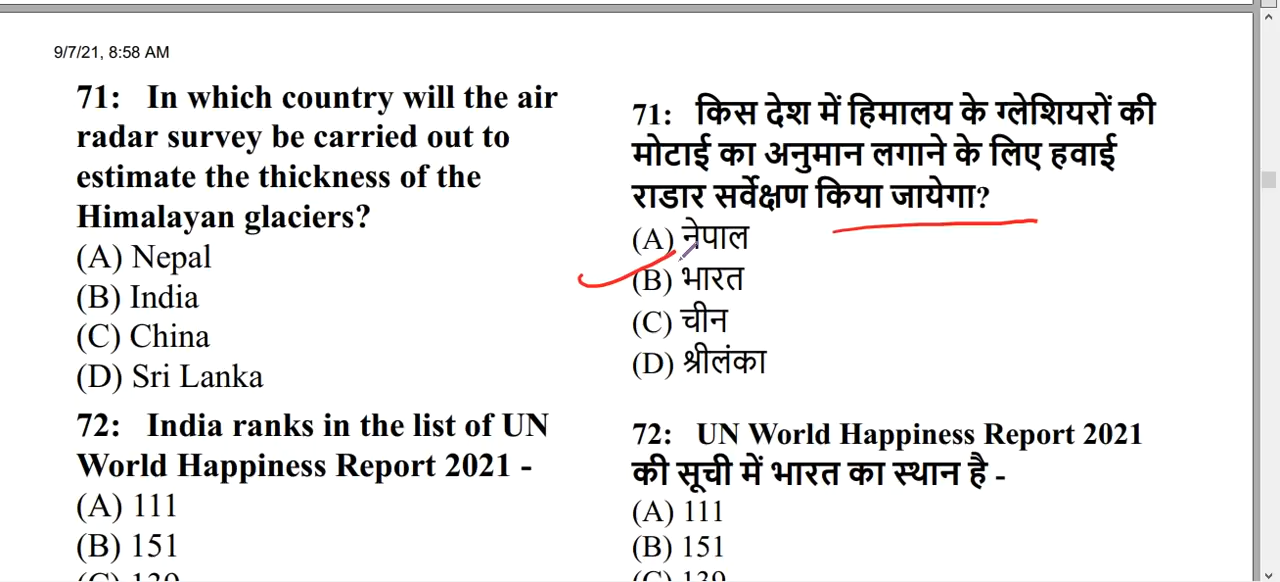 9/7/21, 8:58 AM
71: In which country will the air
radar survey be carried out to
estimate the thickness of the
Himalayan glaciers?
(A) Nepal
(B) India
(C) China
(D) Sri Lanka
72: India ranks in the list of UN
World Happiness Report 2021 -
(A) 111
(B) 151
(C) 139
71: किस देश में हिमालय के ग्लेशियरों की
मोटाई का अनुमान लगाने के लिए हवाई
राडार सर्वेक्षण किया जायेगा?
(A) नेपाल
(B) भारत
(C) चीन
(D) श्रीलंका
72: UN World Happiness Report 2021
की सूची में भारत का स्थान है -
(A) 111
(B) 151
(C) 139